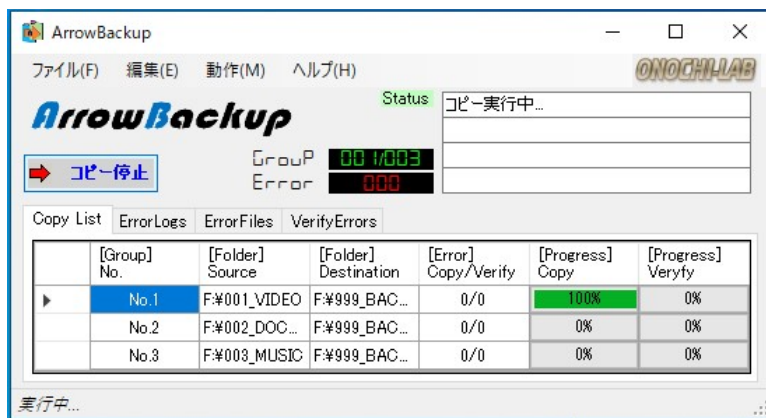 ArrowBackup
ファイル(F) 編集(E) 動作(M) ヘルプ(H) ONOCHI-LAB
ArrowBackup
Status コピー実行中...
コピー停止
GrouP 001/003
Error 000
Copy List ErrorLogs ErrorFiles VerifyErrors
[Group] No. [Folder] Source [Folder] Destination [Error] Copy/Verify [Progress] Copy [Progress] Veryfy
No.1 F:¥001_VIDEO F:¥999_BAC... 0/0 100% 0%
No.2 F:¥002_DOC... F:¥999_BAC... 0/0 0% 0%
No.3 F:¥003_MUSIC F:¥999_BAC... 0/0 0% 0%
実行中...